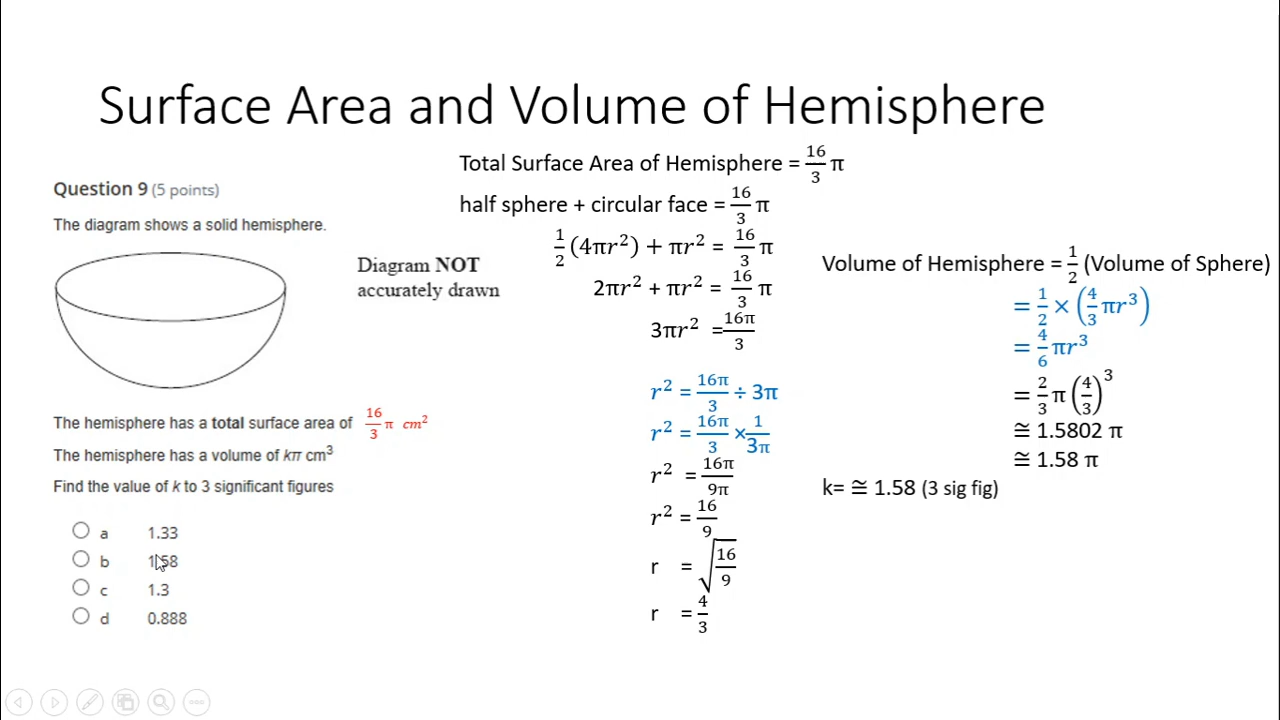 Surface Area and Volume of Hemisphere
Question 9 (5 points)
The diagram shows a solid hemisphere.
Diagram NOT
accurately drawn
The hemisphere has a total surface area of 16/3 π cm²
The hemisphere has a volume of kπ cm³
Find the value of k to 3 significant figures
a 1.33
b 1.58
c 1.3
d 0.888
Total Surface Area of Hemisphere = 16/3 π
half sphere + circular face = 16/3 π
1/2 (4πr²) + πr² = 16/3 π
2πr² + πr² = 16/3 π
3πr² = 16π/3
r² = 16π/3 ÷ 3π
r² = 16π/3 × 1/3π
r² = 16π/9π
r² = 16/9
r = √(16/9)
r = 4/3
Volume of Hemisphere = 1/2 (Volume of Sphere)
= 1/2 × (4/3 πr³)
= 4/6 πr³
= 2/3 π (4/3)³
≅ 1.5802 π
≅ 1.58 π
k= ≅ 1.58 (3 sig fig)